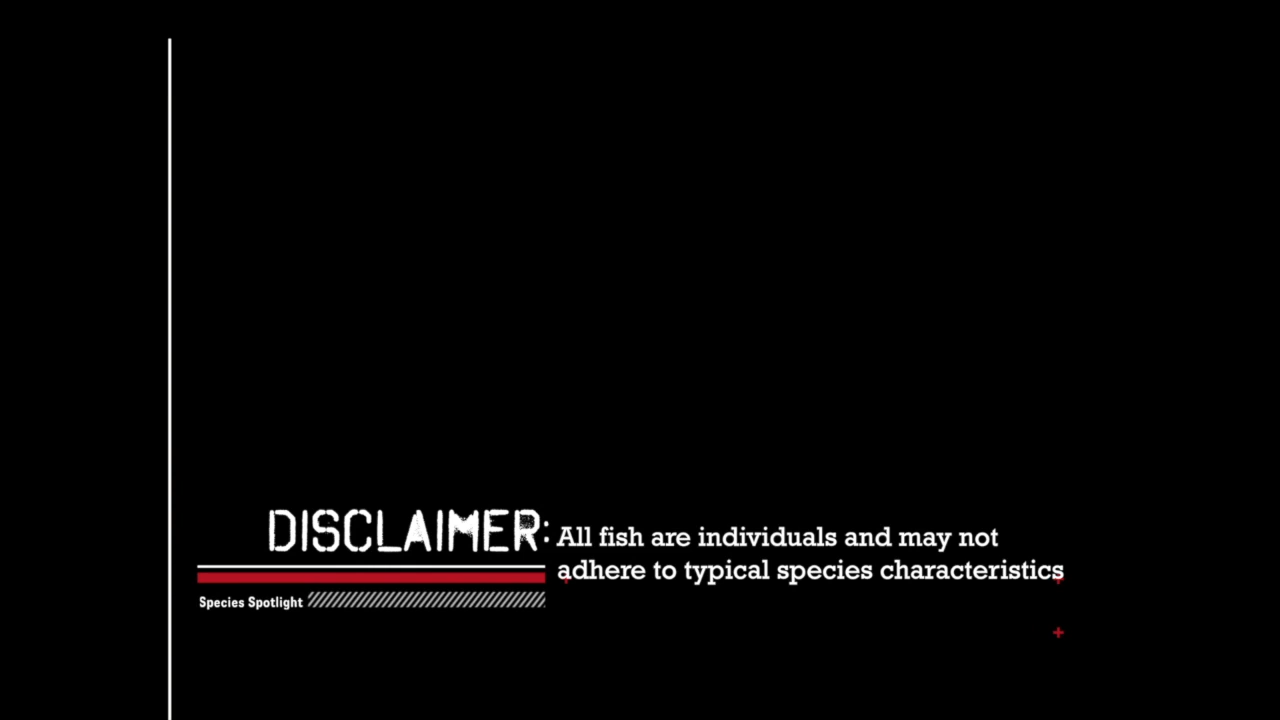 DISCLAIMER:
All fish are individuals and may not
adhere to typical species characteristics
Species Spotlight